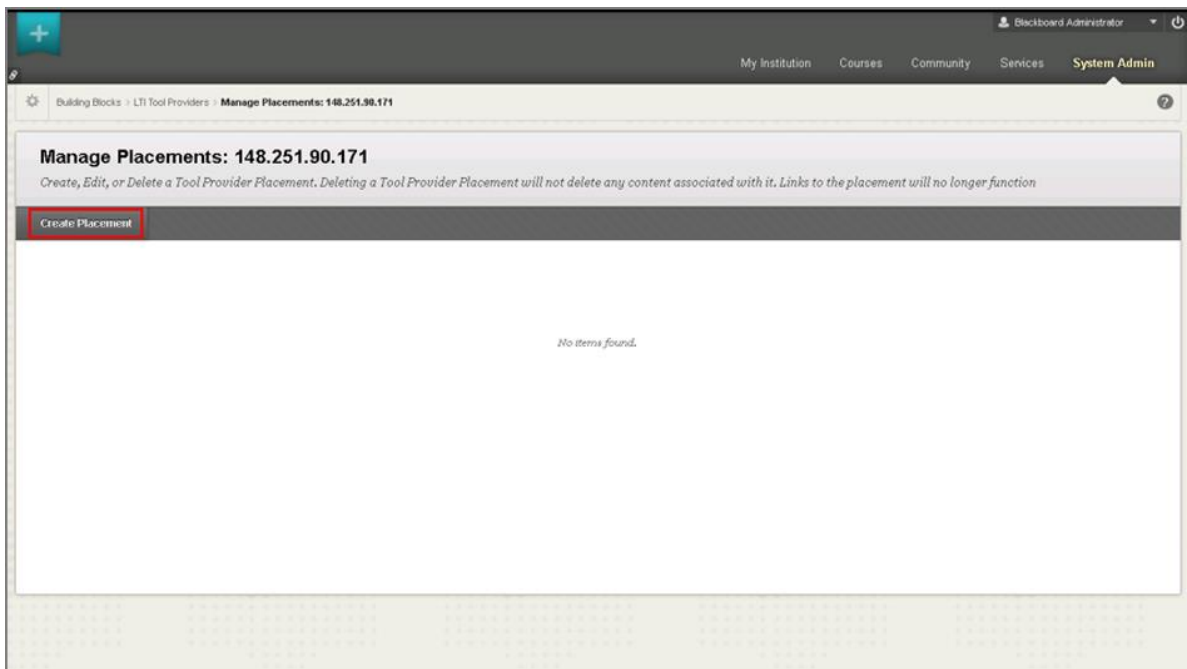 Blackboard Administrator
My Institution Courses Community Services System Admin
Building Blocks > LTI Tool Providers > Manage Placements: 148.251.90.171
Manage Placements: 148.251.90.171
Create, Edit, or Delete a Tool Provider Placement. Deleting a Tool Provider Placement will not delete any content associated with it. Links to the placement will no longer function
Create Placement
No items found.